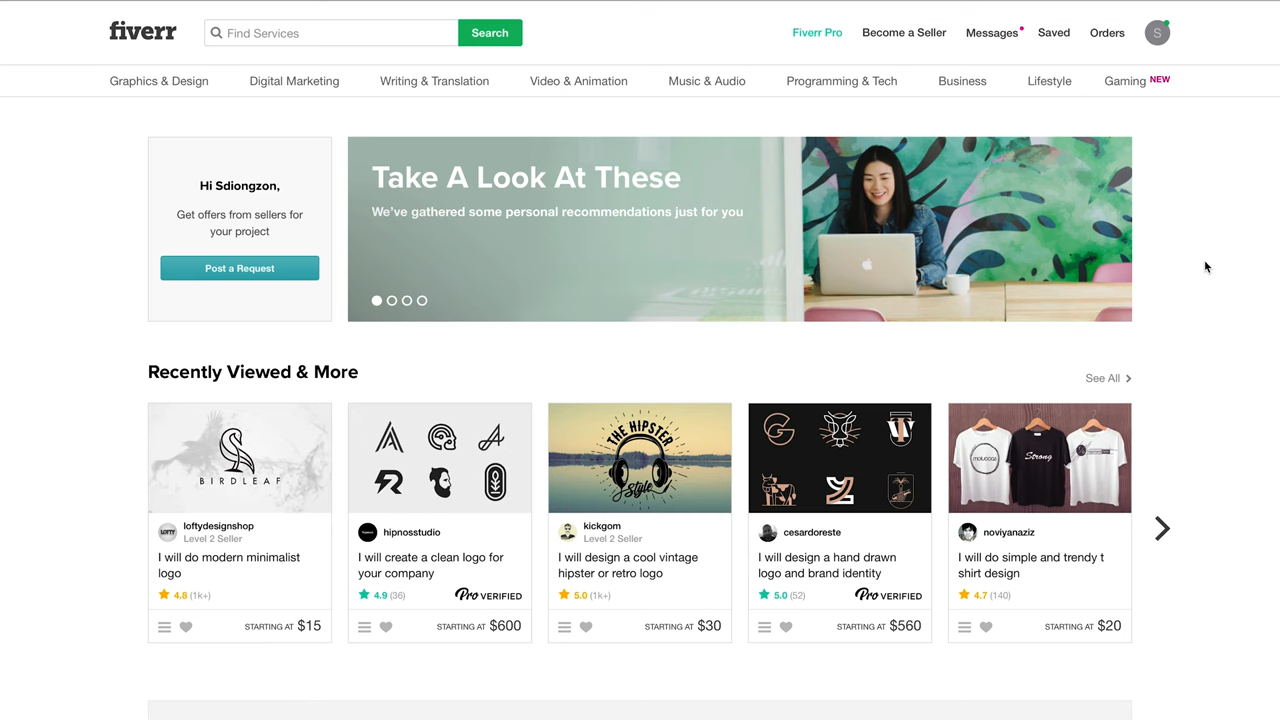 fiverr
Find Services
Search
Fiverr Pro
Become a Seller
Messages
Saved
Orders
S
Graphics & Design
Digital Marketing
Writing & Translation
Video & Animation
Music & Audio
Programming & Tech
Business
Lifestyle
Gaming NEW
Hi Sdiongzon,
Get offers from sellers for
your project
Post a Request
Take A Look At These
We've gathered some personal recommendations just for you
Recently Viewed & More
See All
BIRDLEAF
LOFTY
loftydesignshop
Level 2 Seller
I will do modern minimalist
logo
4.8 (1k+)
STARTING AT $15
hipnosstudio
I will create a clean logo for
your company
4.9 (36)
Pro VERIFIED
STARTING AT $600
THE HIPSTER
Style
kickgom
Level 2 Seller
I will design a cool vintage
hipster or retro logo
5.0 (1k+)
STARTING AT $30
cesardoreste
I will design a hand drawn
logo and brand identity
5.0 (52)
Pro VERIFIED
STARTING AT $560
Strong
noviyanaziz
I will do simple and trendy t
shirt design
4.7 (140)
STARTING AT $20